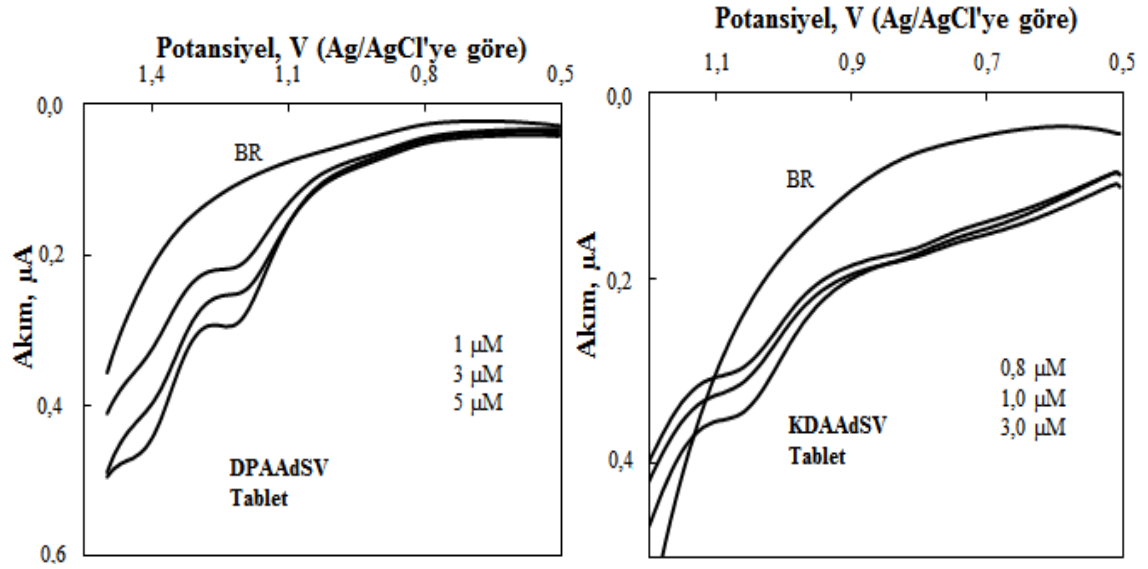 Potansiyel, V (Ag/AgCl'ye göre)
1,4 1,1 0,8 0,5
0,0
0,2
0,4
0,6
Akım, µA
BR
1 µM
3 µM
5 µM
DPAAdSV
Tablet
Potansiyel, V (Ag/AgCl'ye göre)
1,1 0,9 0,7 0,5
0,0
0,2
0,4
Akım, µA
BR
0,8 µM
1,0 µM
3,0 µM
KDAAdSV
Tablet